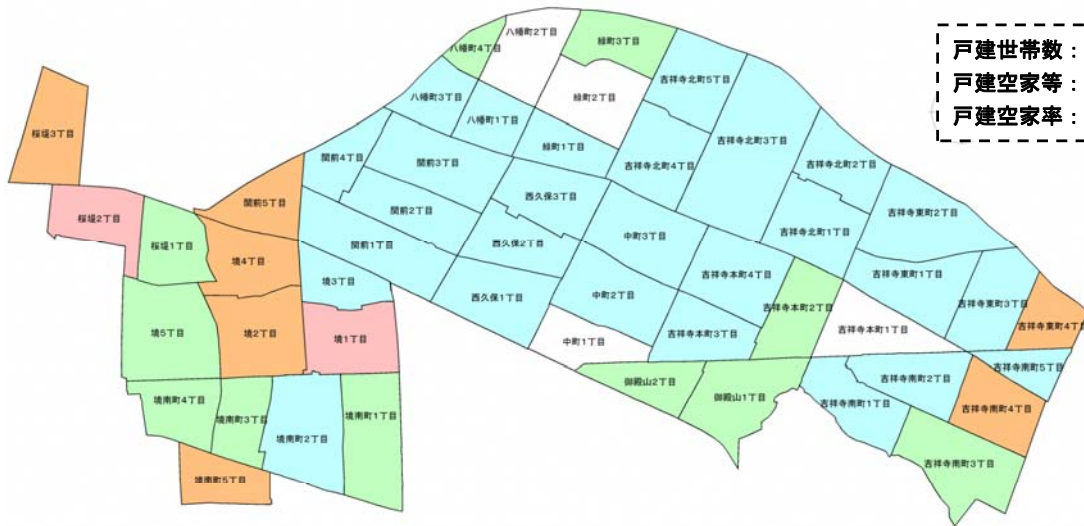 戸建世帯数：
戸建空家等：
戸建空家率：
八幡町2丁目
八幡町4丁目
緑町3丁目
吉祥寺北町5丁目
八幡町3丁目
緑町2丁目
桜堤3丁目
八幡町1丁目
吉祥寺北町3丁目
緑町1丁目
関前4丁目
関前3丁目
吉祥寺北町4丁目
吉祥寺北町2丁目
西久保3丁目
関前2丁目
吉祥寺東町2丁目
桜堤2丁目
関前5丁目
中町3丁目
吉祥寺北町1丁目
西久保2丁目
関前1丁目
桜堤1丁目
境4丁目
吉祥寺本町4丁目
吉祥寺東町1丁目
境3丁目
西久保1丁目
中町2丁目
吉祥寺東町3丁目
吉祥寺本町2丁目
吉祥寺東町4丁目
境5丁目
境2丁目
境1丁目
中町1丁目
吉祥寺本町3丁目
吉祥寺本町1丁目
吉祥寺南町5丁目
御殿山2丁目
吉祥寺南町2丁目
御殿山1丁目
境南町4丁目
吉祥寺南町1丁目
吉祥寺南町4丁目
境南町3丁目
境南町1丁目
境南町2丁目
吉祥寺南町3丁目
境南町5丁目